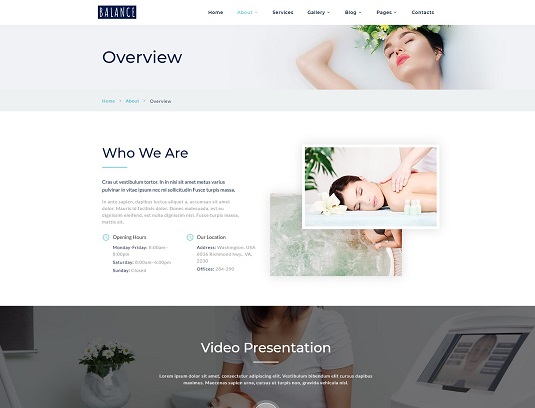 BALANCE
Home About Services Gallery Blog Pages Contacts
Overview
Home > About > Overview
Who We Are
Cras ut vestibulum tortor. In in nisi sit amet metus varius
pulvinar in vitae ipsum nec mi sollicitudin Fusce turpis massa.
In ante sapien, dapibus luctus aliquet a, accumsan sit amet
dolor. Mauris id facilisis dolor. Donec malesuada, est eu
dignissim eleifend, est nulla dignissim nisl. Fusce turpis massa,
mattis sit.
Opening Hours
Monday-Friday: 8:00am–
8:00pm
Saturday: 8:00am–6:00pm
Sunday: Closed
Our Location
Address: Washington, USA
6036 Richmond Hwy., VA,
2230
Offices: 284-290
Video Presentation
Lorem ipsum dolor sit amet, consectetur adipiscing elit. Vestibulum bibendum elit cursus dapibus
maximus. Maecenas sapien urna, cursus at turpis non, gravida vehicula nisl.